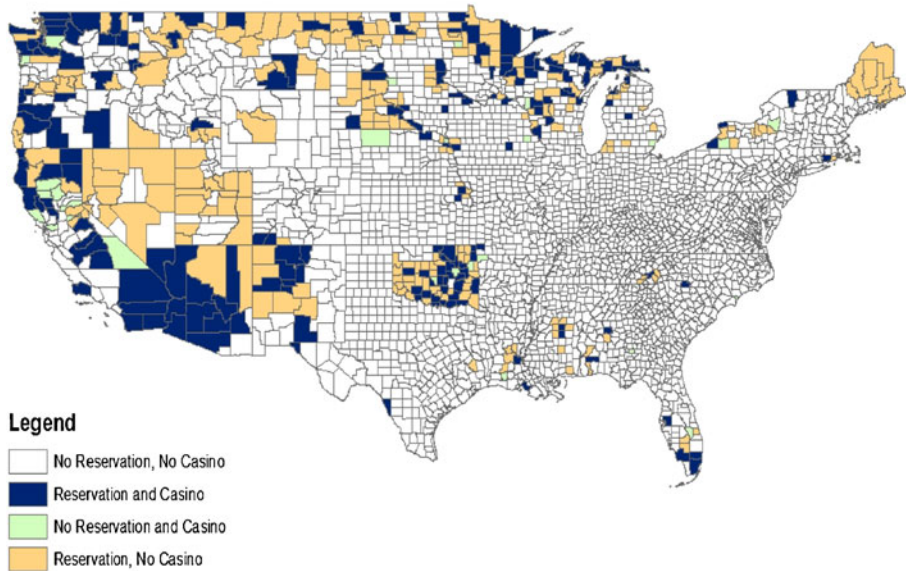 Legend
No Reservation, No Casino
Reservation and Casino
No Reservation and Casino
Reservation, No Casino